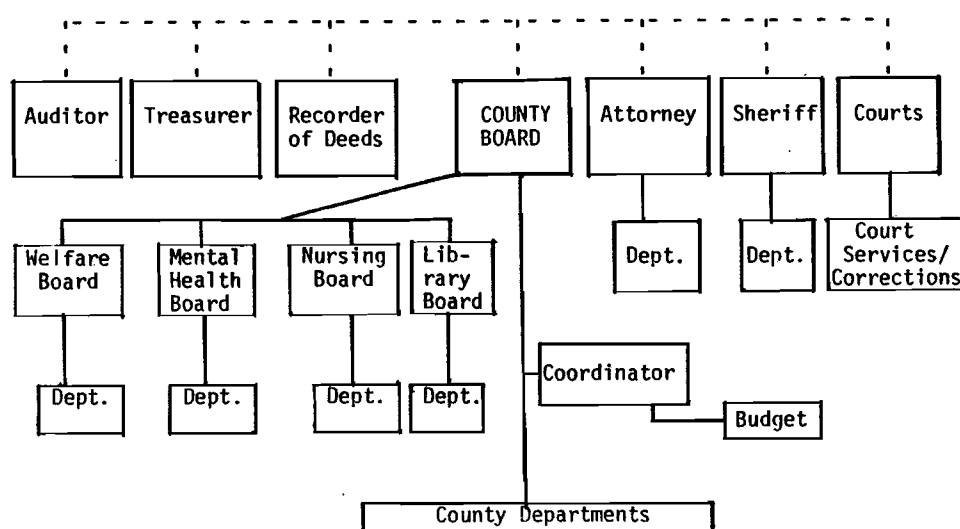 Auditor
Treasurer
Recorder
of Deeds
COUNTY
BOARD
Attorney
Sheriff
Courts
Welfare
Board
Mental
Health
Board
Nursing
Board
Lib-
rary
Board
Dept.
Dept.
Court
Services/
Corrections
Dept.
Dept.
Dept.
Dept.
Coordinator
Budget
County Departments